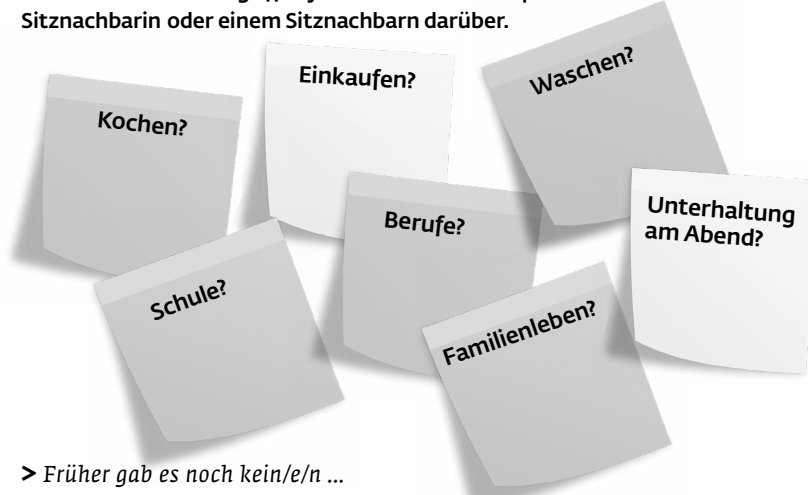 Sitznachbarin oder einem Sitznachbarn darüber.
Kochen?
Einkaufen?
Waschen?
Berufe?
Unterhaltung
am Abend?
Schule?
Familienleben?
> Früher gab es noch kein/e/n ...